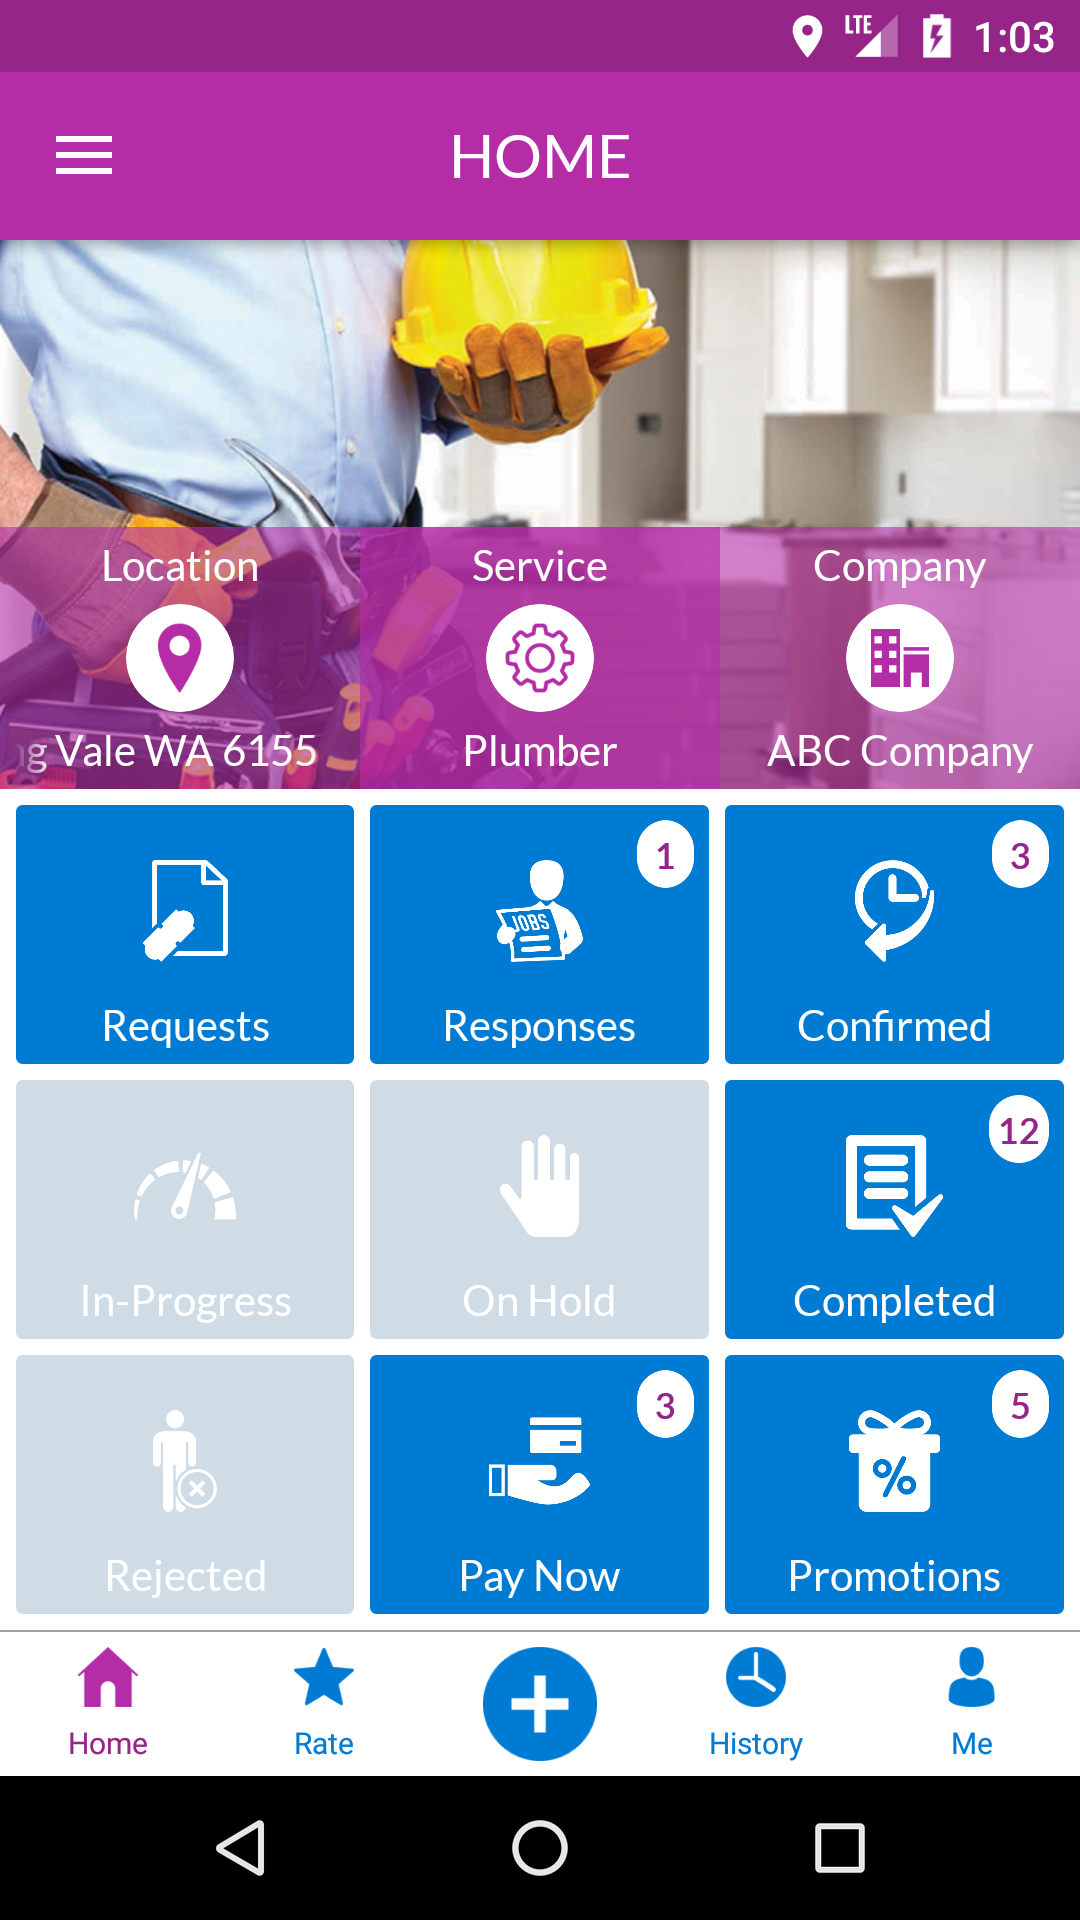 LTE 1:03
HOME
Location Service Company
g Vale WA 6155 Plumber ABC Company
1 3
JOBS
Requests Responses Confirmed
12
In-Progress On Hold Completed
3 5
%
Rejected Pay Now Promotions
Home Rate History Me